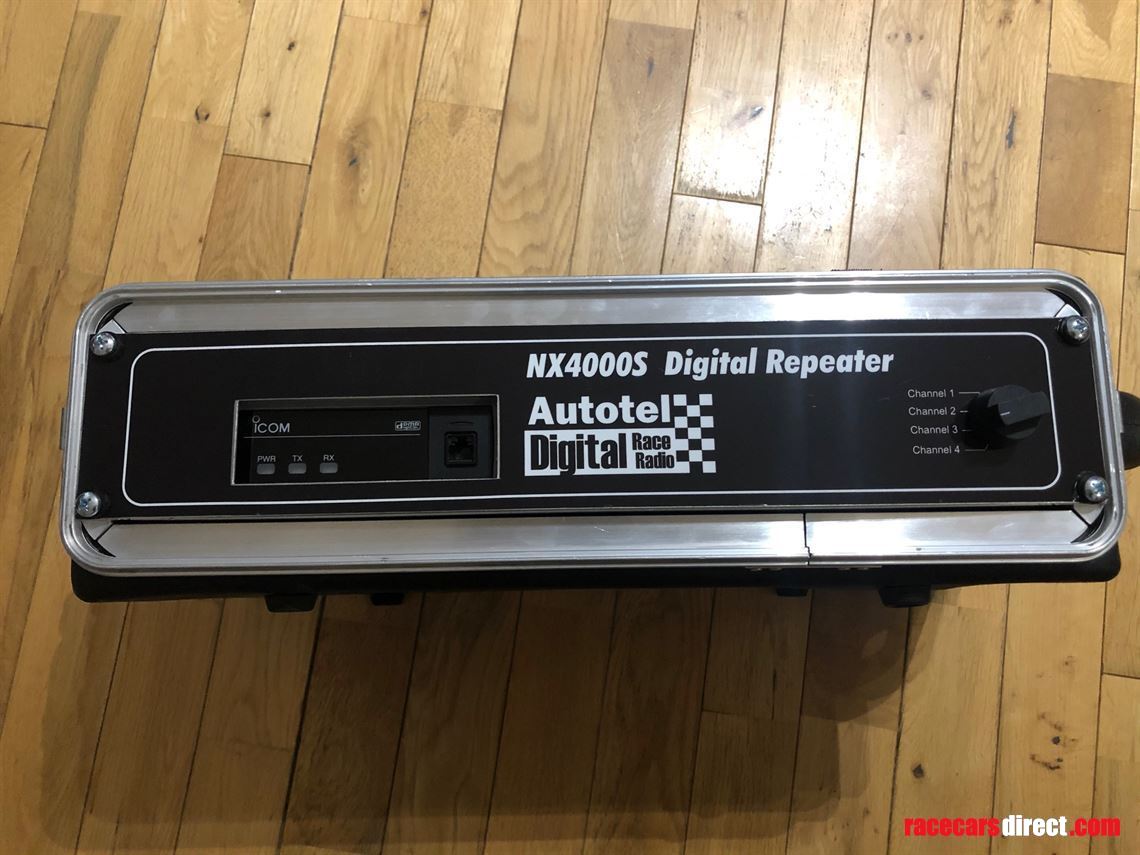 NX4000S Digital Repeater
Autotel
Digital Race Radio
ICOM
PWR TX RX
Channel 1
Channel 2
Channel 3
Channel 4
racecarsdirect.com